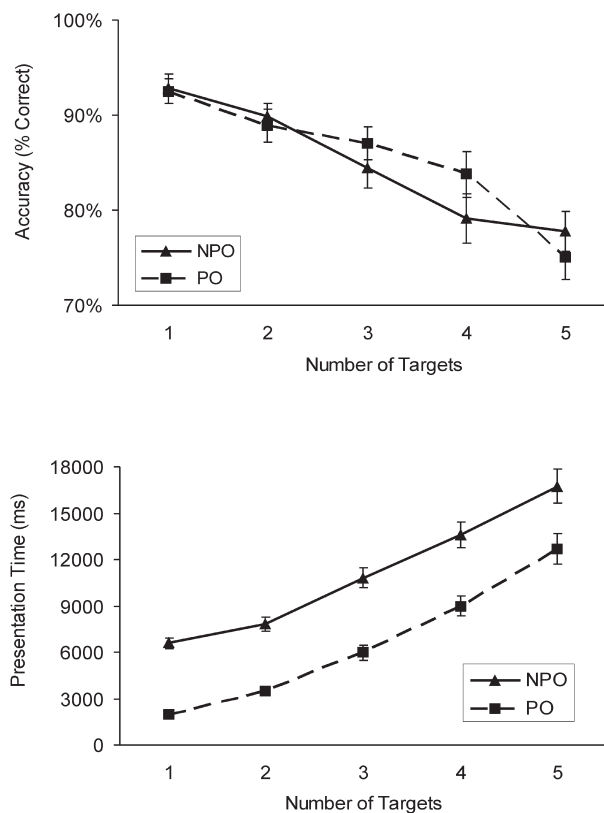 100%
90%
80%
70%
Accuracy (% Correct)
NPO
PO
1 2 3 4 5
Number of Targets
18000
15000
12000
9000
6000
3000
0
Presentation Time (ms)
NPO
PO
1 2 3 4 5
Number of Targets